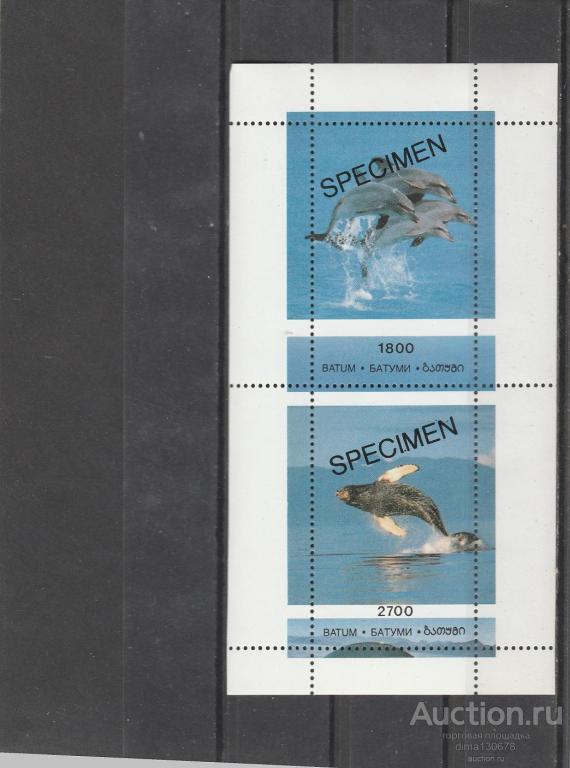 SPECIMEN
1800
BATUM • БАТУМИ • ბათუმი
SPECIMEN
2700
BATUM • БАТУМИ • ბათუმი
Auction.ru
торговая площадка
dima130678
auction.ru